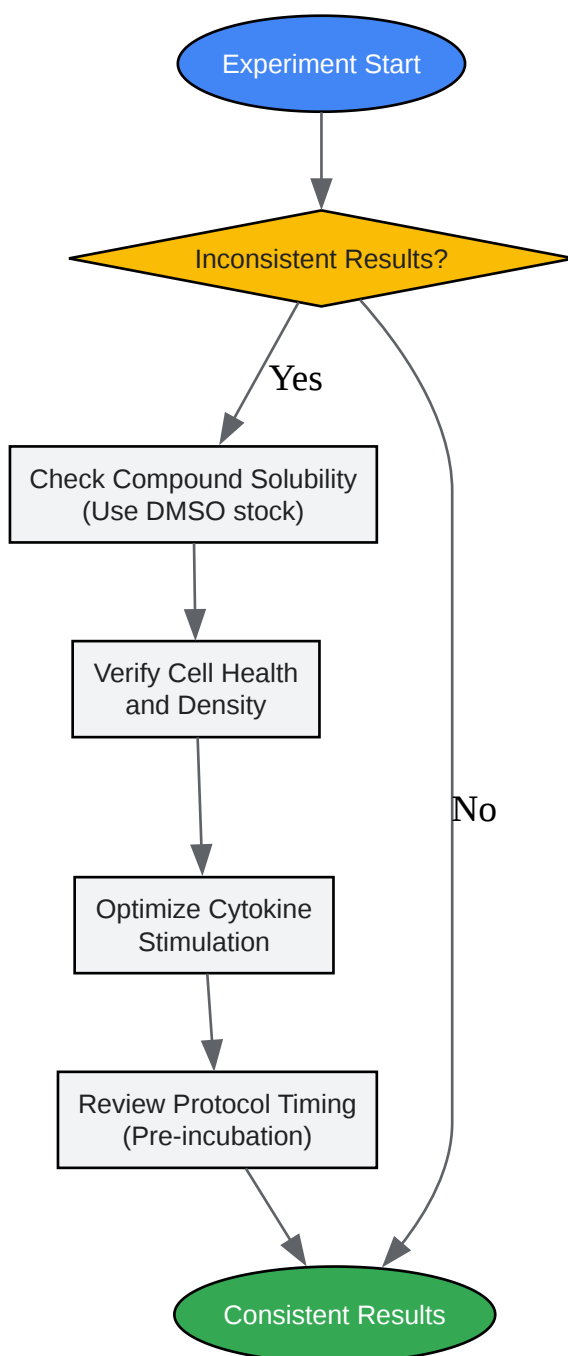 Experiment Start
Inconsistent Results?
Yes
Check Compound Solubility
(Use DMSO stock)
Verify Cell Health
and Density
No
Optimize Cytokine
Stimulation
Review Protocol Timing
(Pre-incubation)
Consistent Results